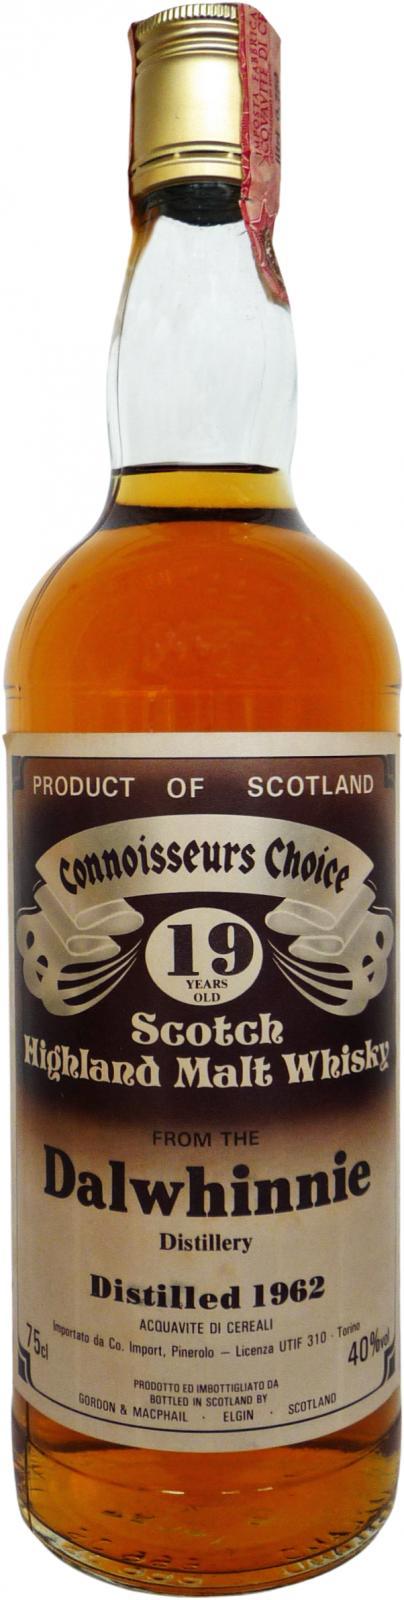 IMPOSTA FABBRICA
PRODUCT OF SCOTLAND
Connoisseurs Choice
19
YEARS
OLD
Scotch
Highland Malt Whisky
FROM THE
Dalwhinnie
Distillery
Distilled 1962
ACQUAVITE DI CEREALI
75cl
Importato da Co. Import, Pinerolo — Licenza UTIF 310 - Torino
40%vol
PRODOTTO ED IMBOTTIGLIATO DA
BOTTLED IN SCOTLAND BY
GORDON & MACPHAIL · ELGIN · SCOTLAND